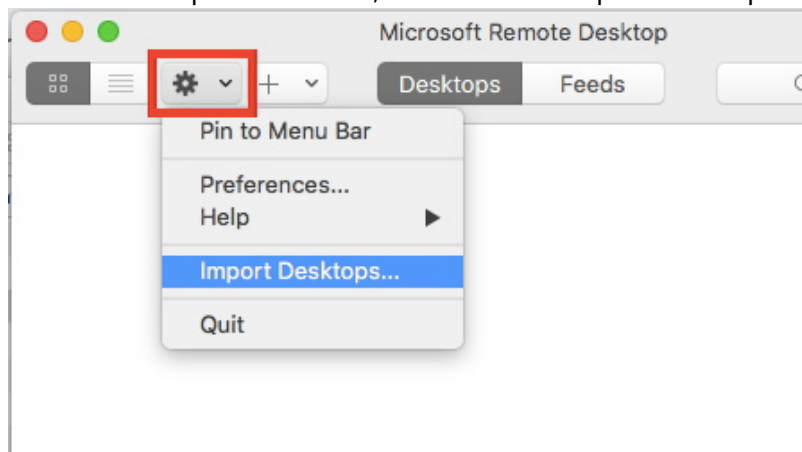 Microsoft Remote Desktop
Desktops Feeds
Pin to Menu Bar
Preferences...
Help
Import Desktops...
Quit